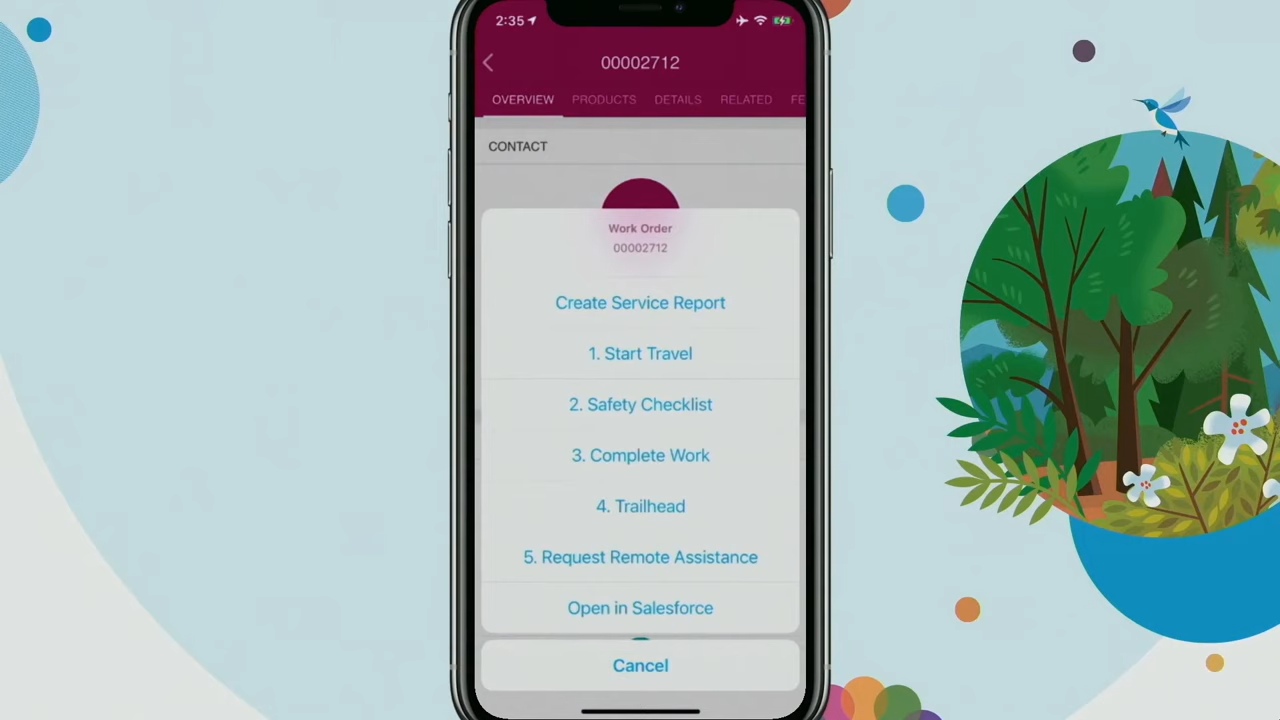 2:35
00002712
OVERVIEW PRODUCTS DETAILS RELATED FE
CONTACT
Work Order
00002712
Create Service Report
1. Start Travel
2. Safety Checklist
3. Complete Work
4. Trailhead
5. Request Remote Assistance
Open in Salesforce
Cancel